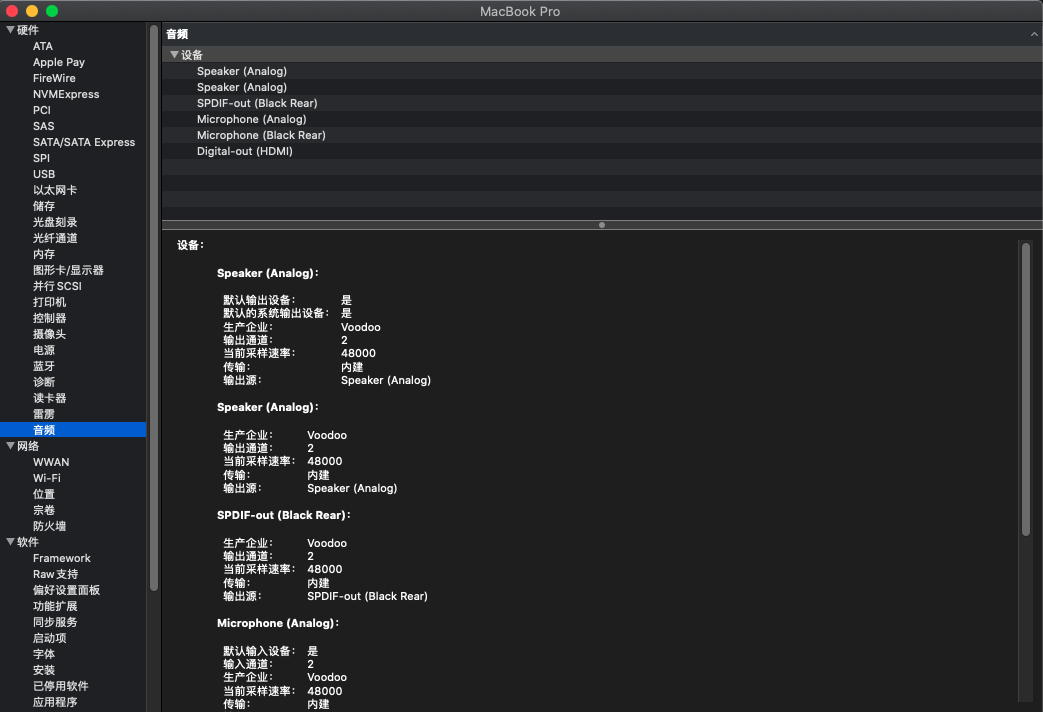 MacBook Pro
硬件
ATA
Apple Pay
FireWire
NVMExpress
PCI
SAS
SATA/SATA Express
SPI
USB
以太网卡
储存
光盘刻录
光纤通道
内存
图形卡/显示器
并行 SCSI
打印机
控制器
摄像头
电源
蓝牙
诊断
读卡器
雷雳
音频
网络
WWAN
Wi-Fi
位置
宗卷
防火墙
软件
Framework
Raw 支持
偏好设置面板
功能扩展
同步服务
启动项
字体
安装
已停用软件
应用程序
音频
设备
Speaker (Analog)
Speaker (Analog)
SPDIF-out (Black Rear)
Microphone (Analog)
Microphone (Black Rear)
Digital-out (HDMI)
设备:
Speaker (Analog):
默认输出设备: 是
默认的系统输出设备: 是
生产企业: Voodoo
输出通道: 2
当前采样速率: 48000
传输: 内建
输出源: Speaker (Analog)
Speaker (Analog):
生产企业: Voodoo
输出通道: 2
当前采样速率: 48000
传输: 内建
输出源: Speaker (Analog)
SPDIF-out (Black Rear):
生产企业: Voodoo
输出通道: 2
当前采样速率: 48000
传输: 内建
输出源: SPDIF-out (Black Rear)
Microphone (Analog):
默认输入设备: 是
输入通道: 2
生产企业: Voodoo
当前采样速率: 48000
传输: 内建